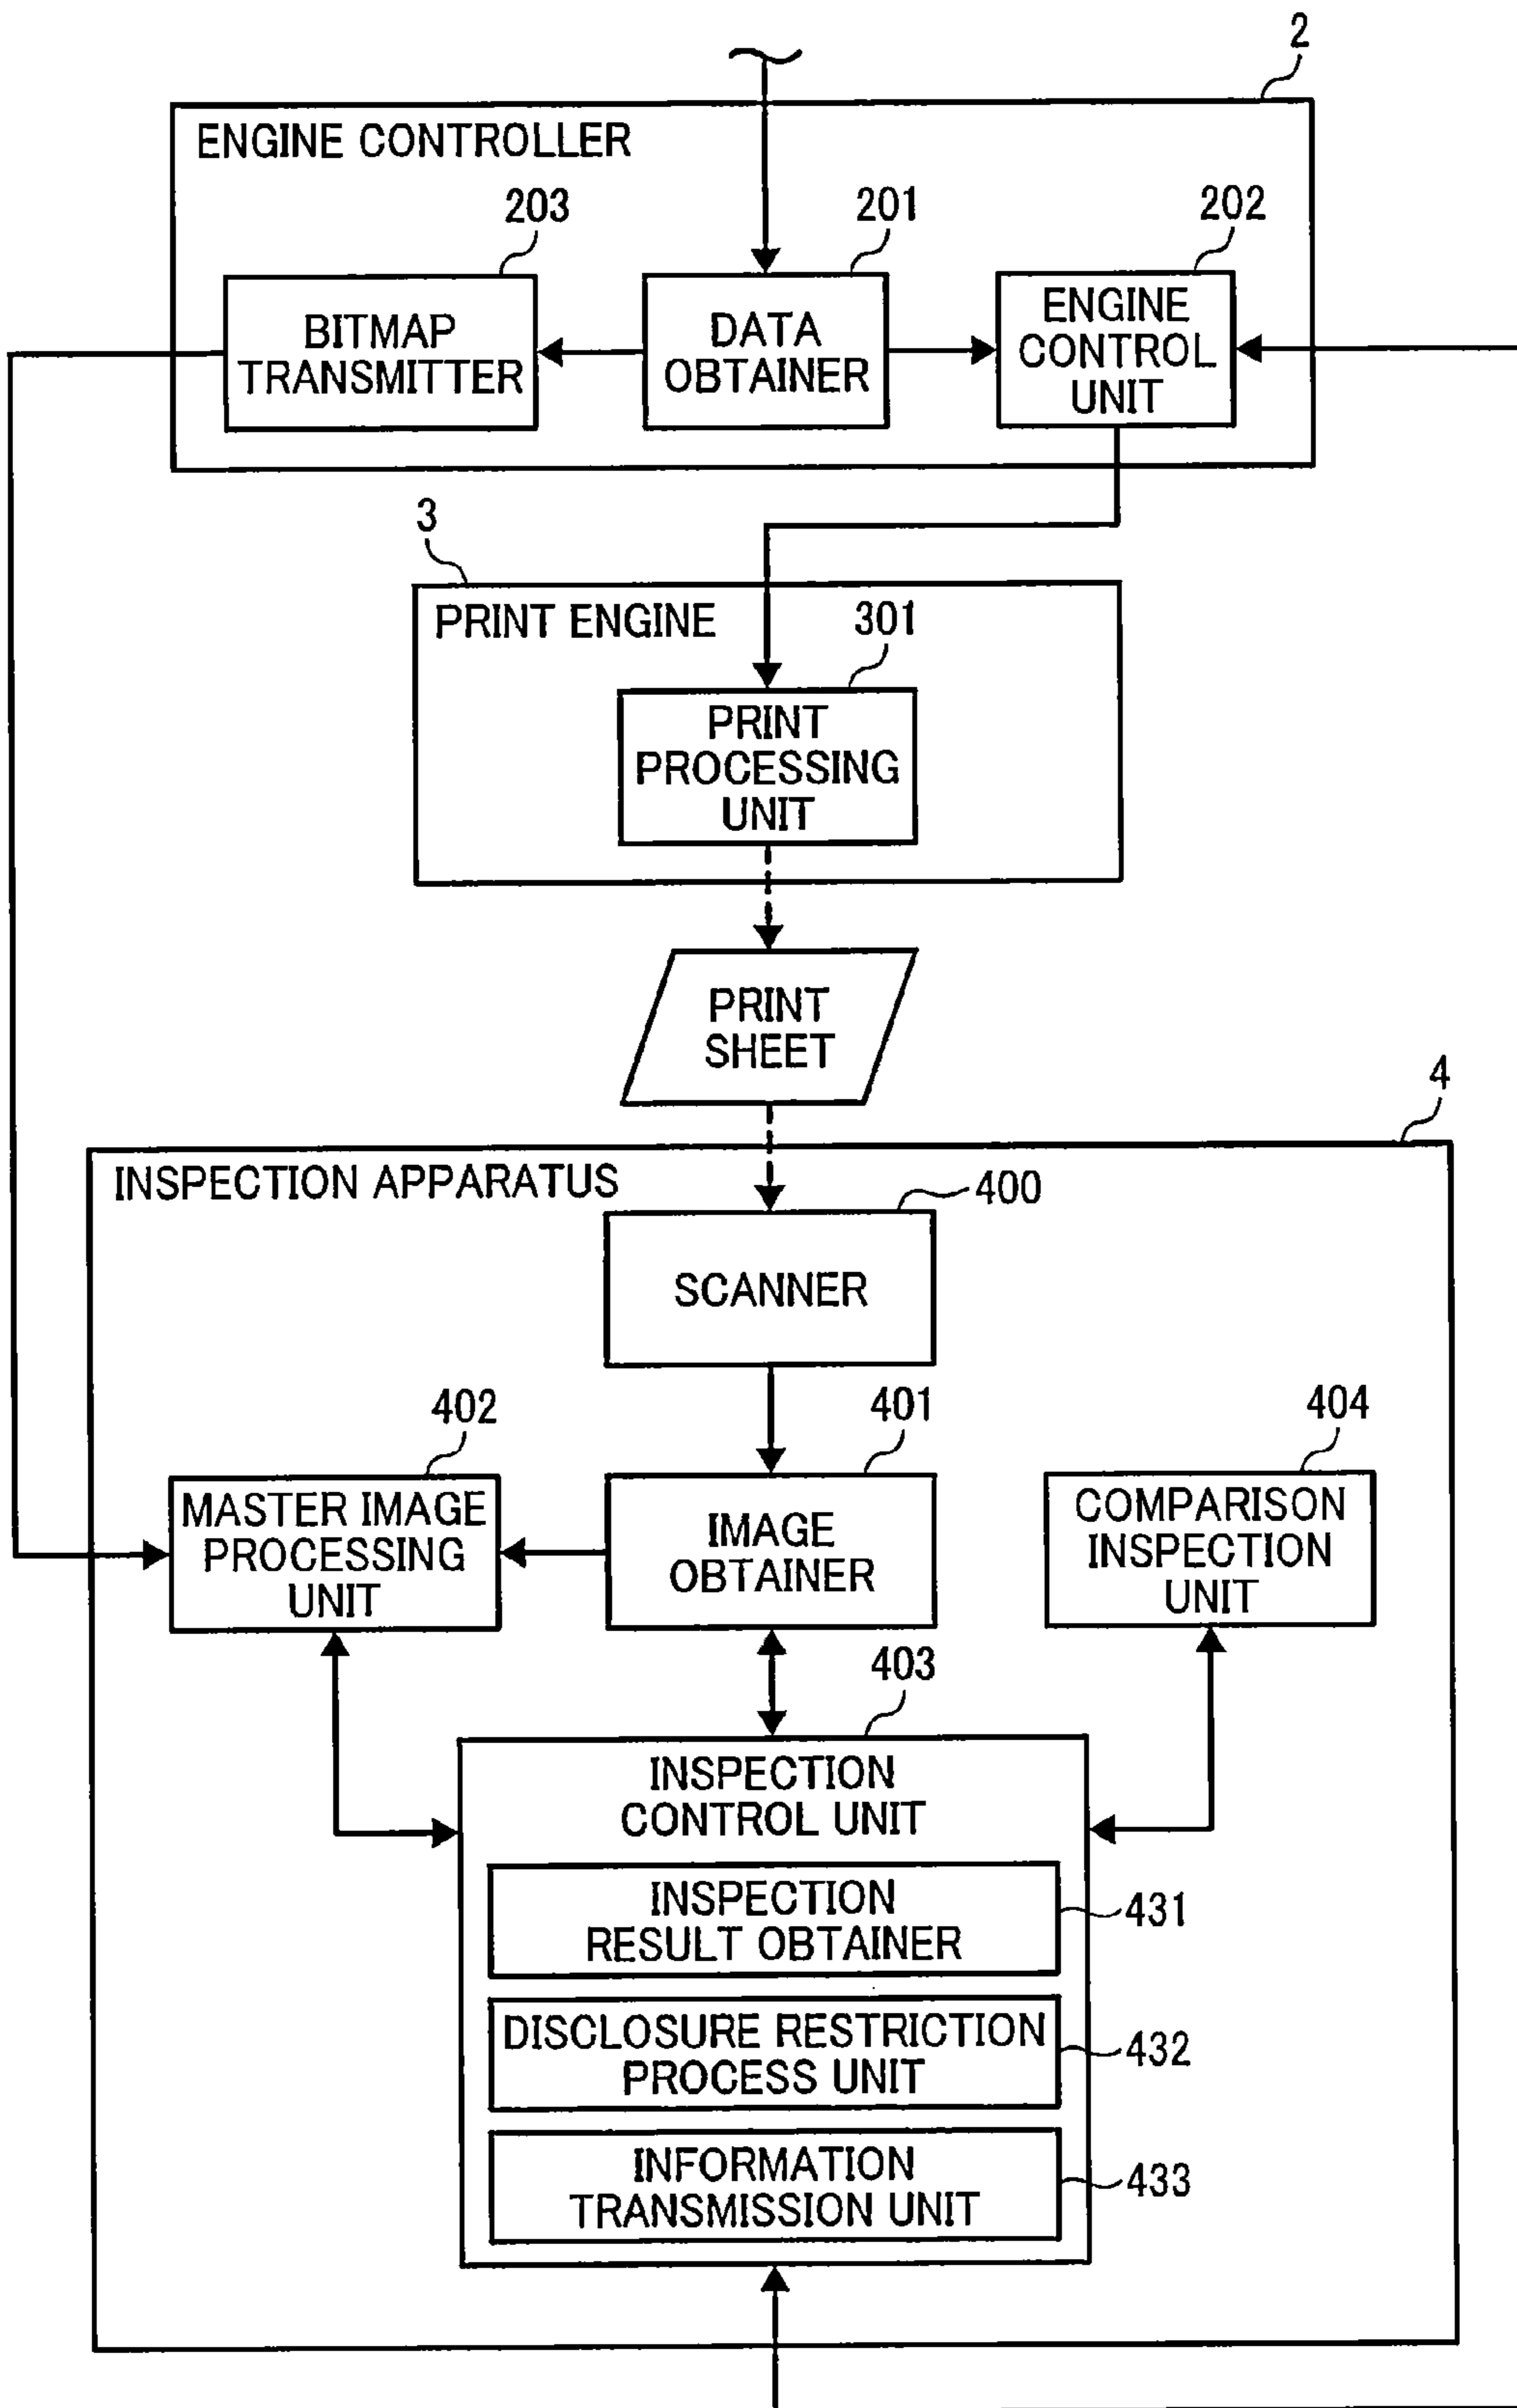 2
ENGINE CONTROLLER
203
201
202
BITMAP
TRANSMITTER
DATA
OBTAINER
ENGINE
CONTROL
UNIT
3
PRINT ENGINE
301
PRINT
PROCESSING
UNIT
PRINT
SHEET
4
INSPECTION APPARATUS
400
SCANNER
402
401
404
MASTER IMAGE
PROCESSING
UNIT
IMAGE
OBTAINER
COMPARISON
INSPECTION
UNIT
403
INSPECTION
CONTROL UNIT
INSPECTION
RESULT OBTAINER
431
DISCLOSURE RESTRICTION
PROCESS UNIT
432
INFORMATION
TRANSMISSION UNIT
433